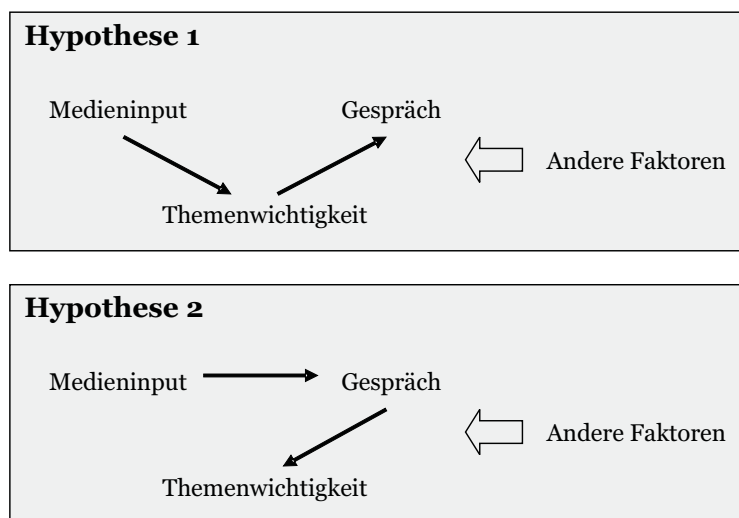 Hypothese 1
Medieninput Gespräch
Andere Faktoren
Themenwichtigkeit
Hypothese 2
Medieninput Gespräch
Andere Faktoren
Themenwichtigkeit